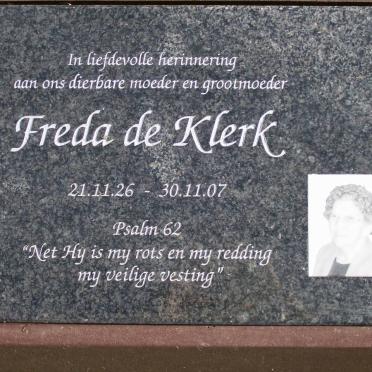 In liefdevolle herinnering
aan ons dierbare moeder en grootmoeder
Freda de Klerk
21.11.26 - 30.11.07
Psalm 62
“Net Hy is my rots en my redding
my veilige vesting”